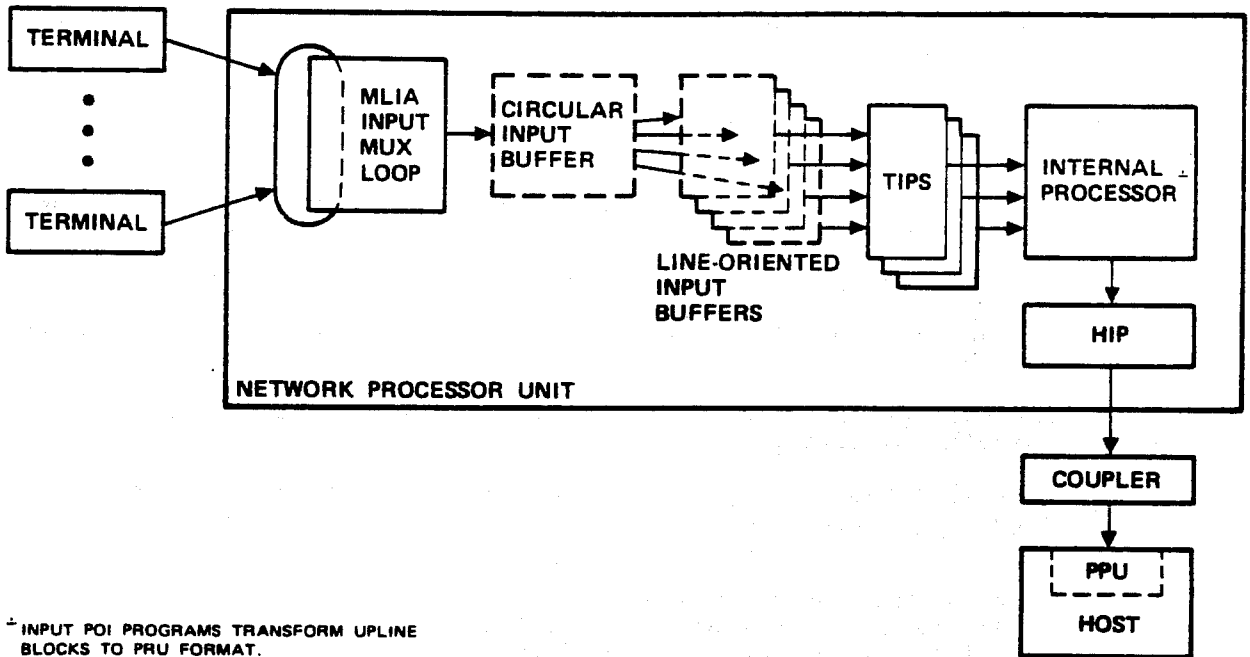 TERMINAL
TERMINAL
MLIA
INPUT
MUX
LOOP
CIRCULAR
INPUT
BUFFER
LINE-ORIENTED
INPUT
BUFFERS
TIPS
INTERNAL ∸
PROCESSOR
HIP
NETWORK PROCESSOR UNIT
COUPLER
PPU
HOST
∸ INPUT POI PROGRAMS TRANSFORM UPLINE
BLOCKS TO PRU FORMAT.